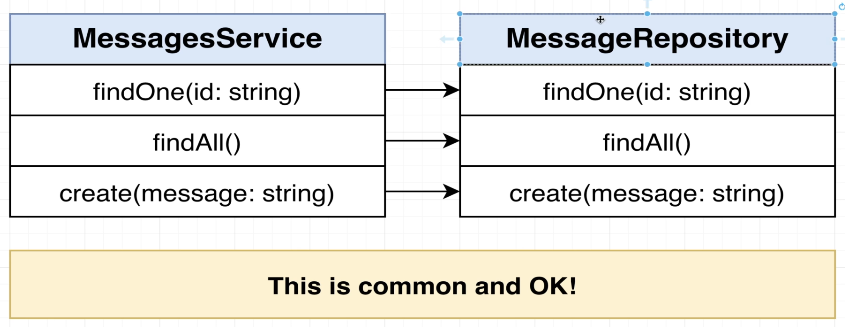 MessagesService
MessageRepository
findOne(id: string)
findOne(id: string)
findAll()
findAll()
create(message: string)
create(message: string)
This is common and OK!